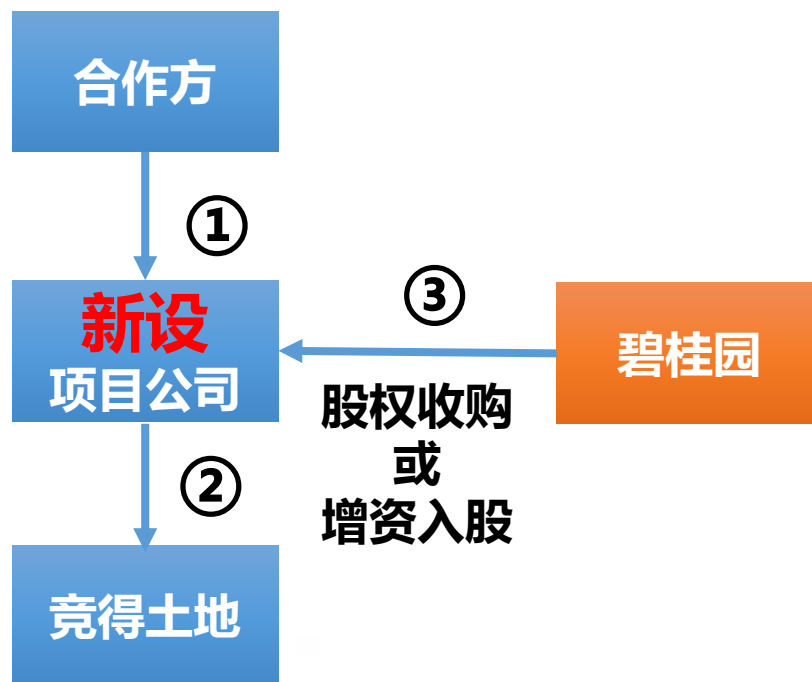 合作方
①
新设
项目公司
③
碧桂园
股权收购
或
增资入股
②
竞得土地